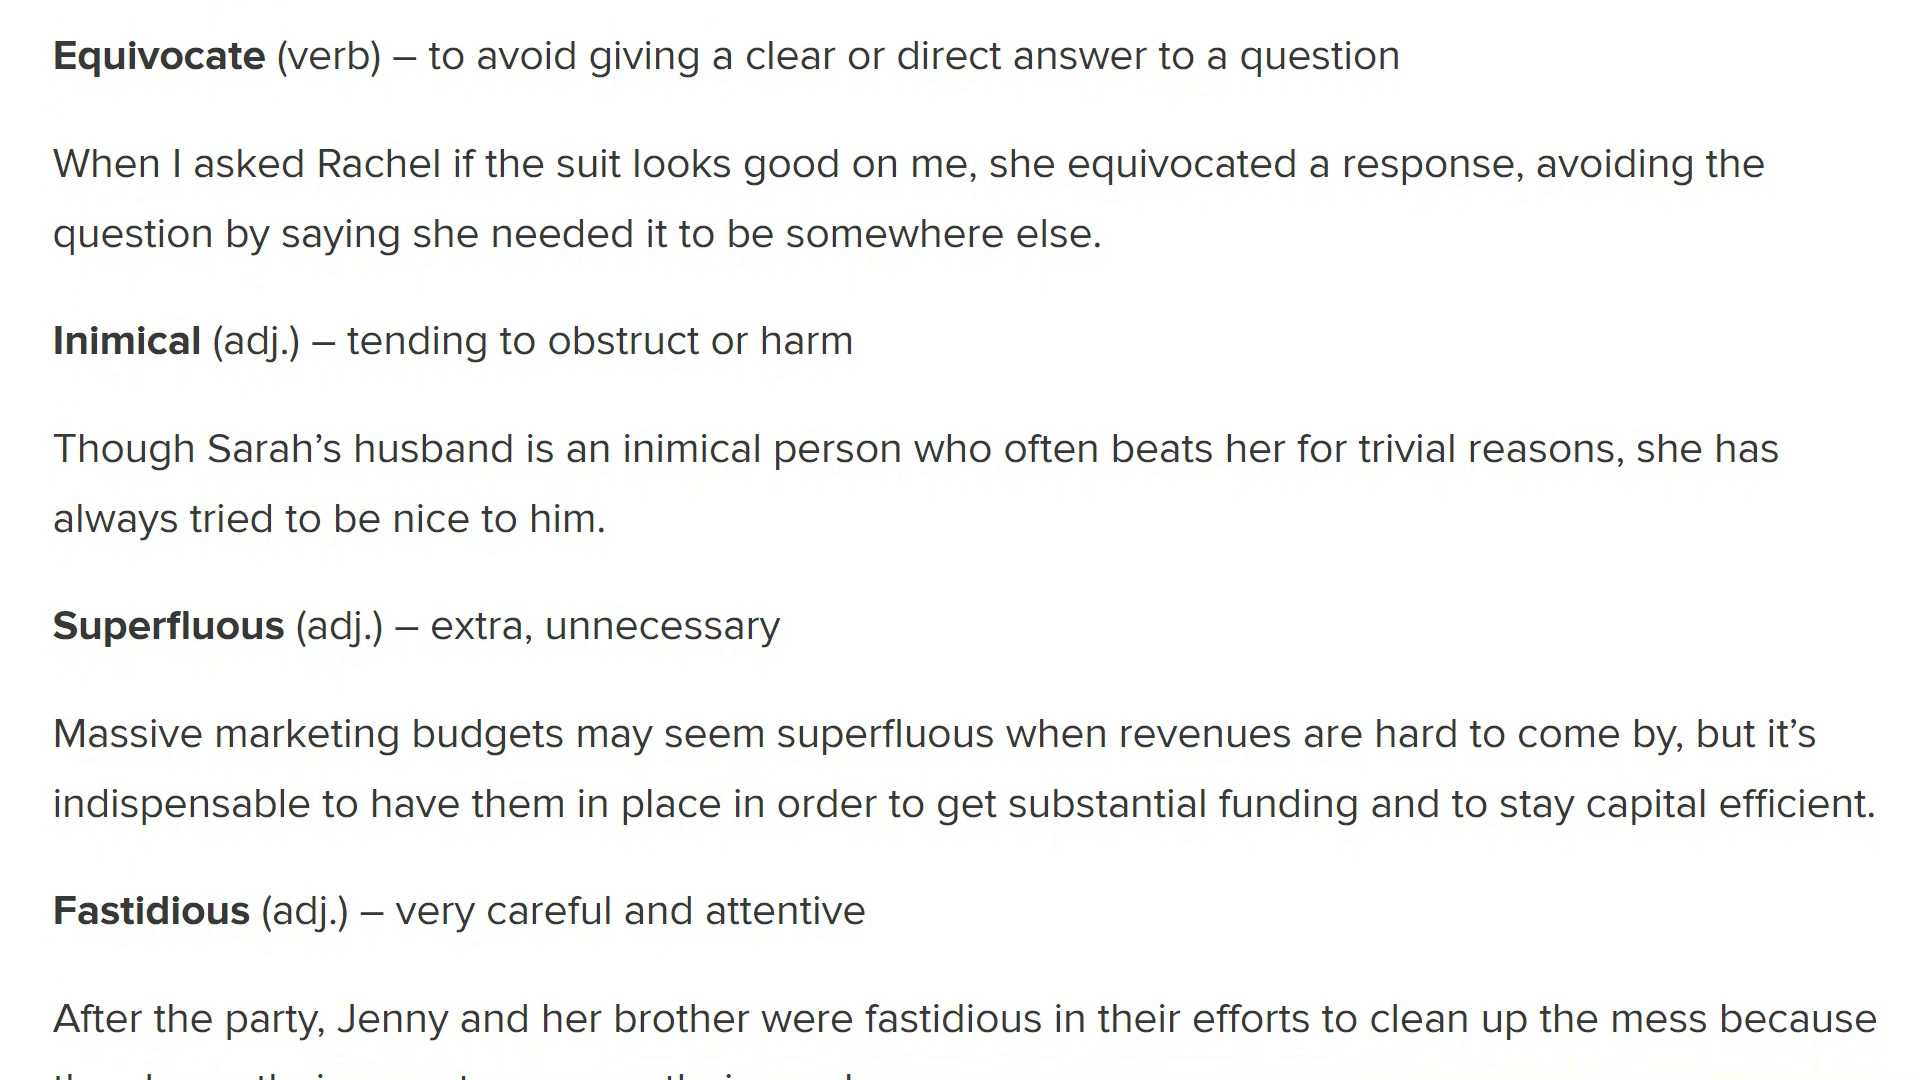 Equivocate (verb) – to avoid giving a clear or direct answer to a question
When I asked Rachel if the suit looks good on me, she equivocated a response, avoiding the
question by saying she needed it to be somewhere else.
Inimical (adj.) – tending to obstruct or harm
Though Sarah’s husband is an inimical person who often beats her for trivial reasons, she has
always tried to be nice to him.
Superfluous (adj.) – extra, unnecessary
Massive marketing budgets may seem superfluous when revenues are hard to come by, but it’s
indispensable to have them in place in order to get substantial funding and to stay capital efficient.
Fastidious (adj.) – very careful and attentive
After the party, Jenny and her brother were fastidious in their efforts to clean up the mess because